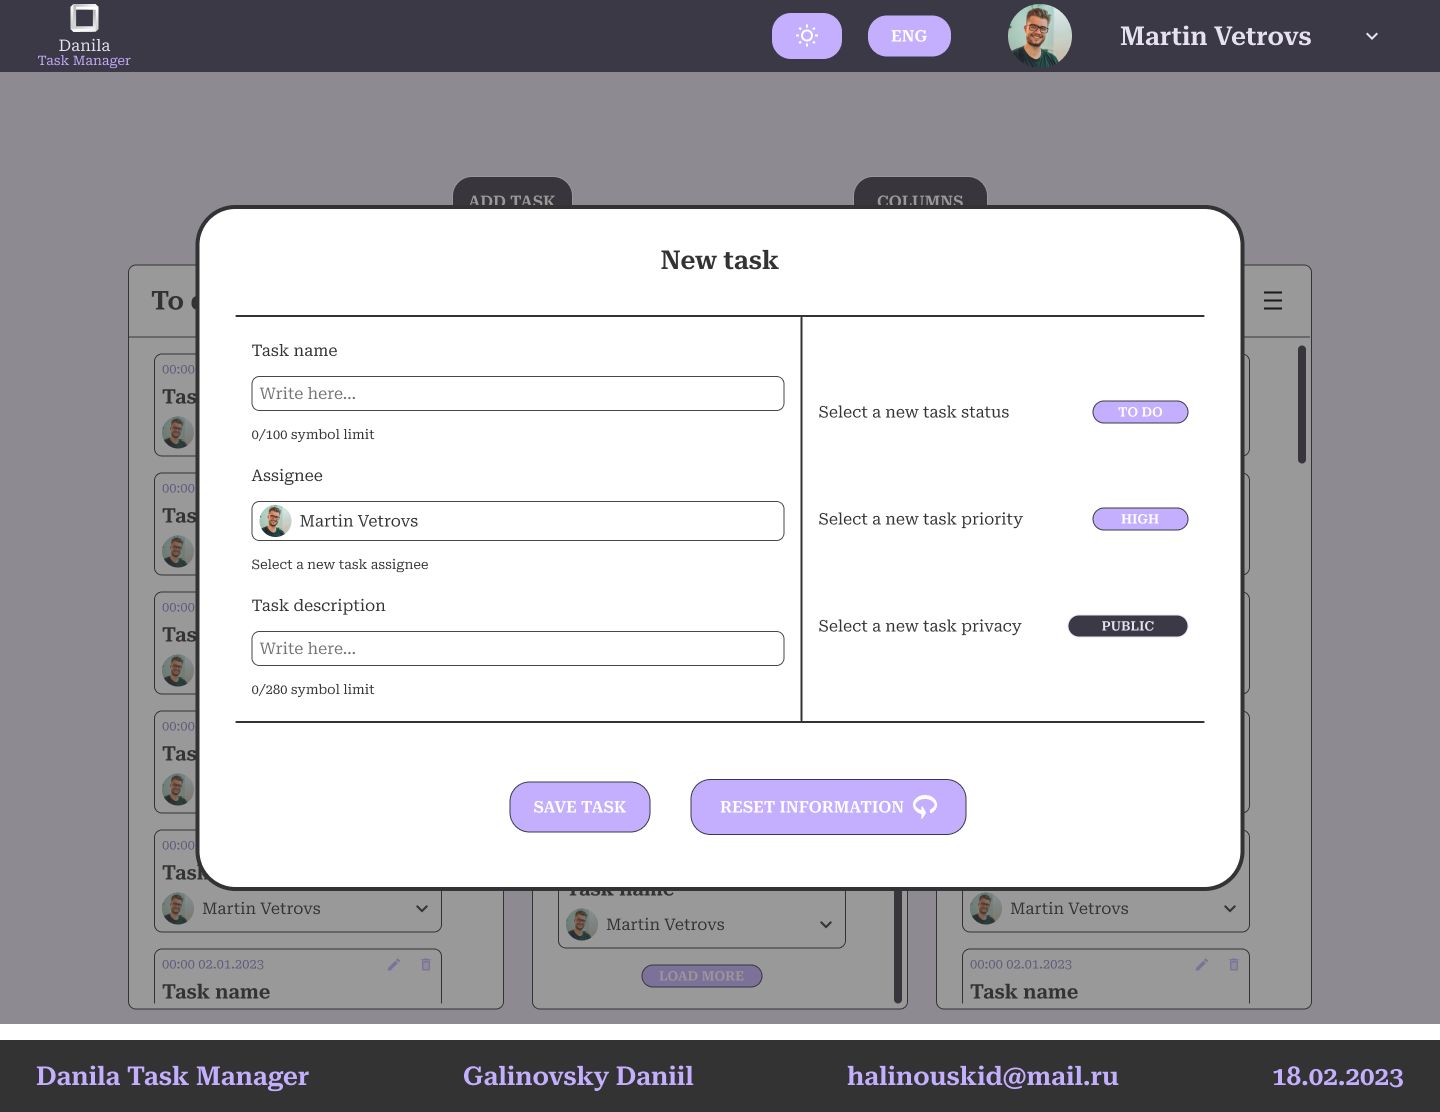 Danila
Task Manager
ENG
Martin Vetrovs
ADD TASK
COLUMNS
New task
To
Task name
Write here...
0/100 symbol limit
Assignee
Martin Vetrovs
Select a new task assignee
Task description
Write here...
0/280 symbol limit
Select a new task status
TO DO
Select a new task priority
HIGH
Select a new task privacy
PUBLIC
SAVE TASK
RESET INFORMATION
00:00
Tas
00:00
Tas
00:00
Tas
00:00
Tas
00:00
Task
Martin Vetrovs
00:00 02.01.2023
Task name
Task name
Martin Vetrovs
LOAD MORE
Martin Vetrovs
00:00 02.01.2023
Task name
Danila Task Manager
Galinovsky Daniil
halinouskid@mail.ru
18.02.2023